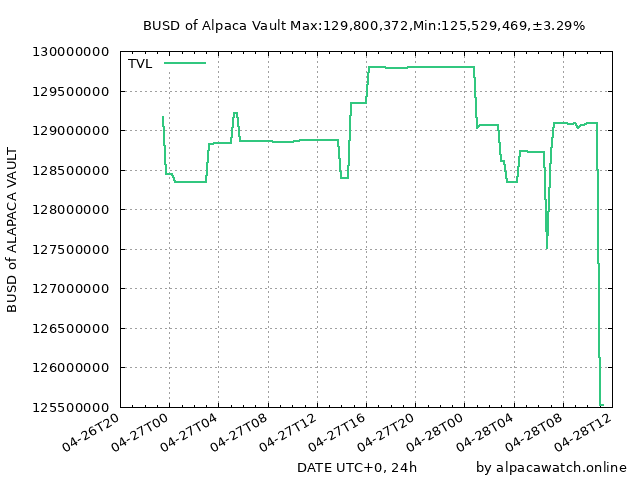 BUSD of Alpaca Vault Max:129,800,372,Min:125,529,469,±3.29%
TVL
130000000
129500000
129000000
128500000
128000000
127500000
127000000
126500000
126000000
125500000
BUSD of ALAPACA VAULT
04-26T20
04-27T00
04-27T04
04-27T08
04-27T12
04-27T16
04-27T20
04-28T00
04-28T04
04-28T08
04-28T12
DATE UTC+0, 24h
by alpacawatch.online